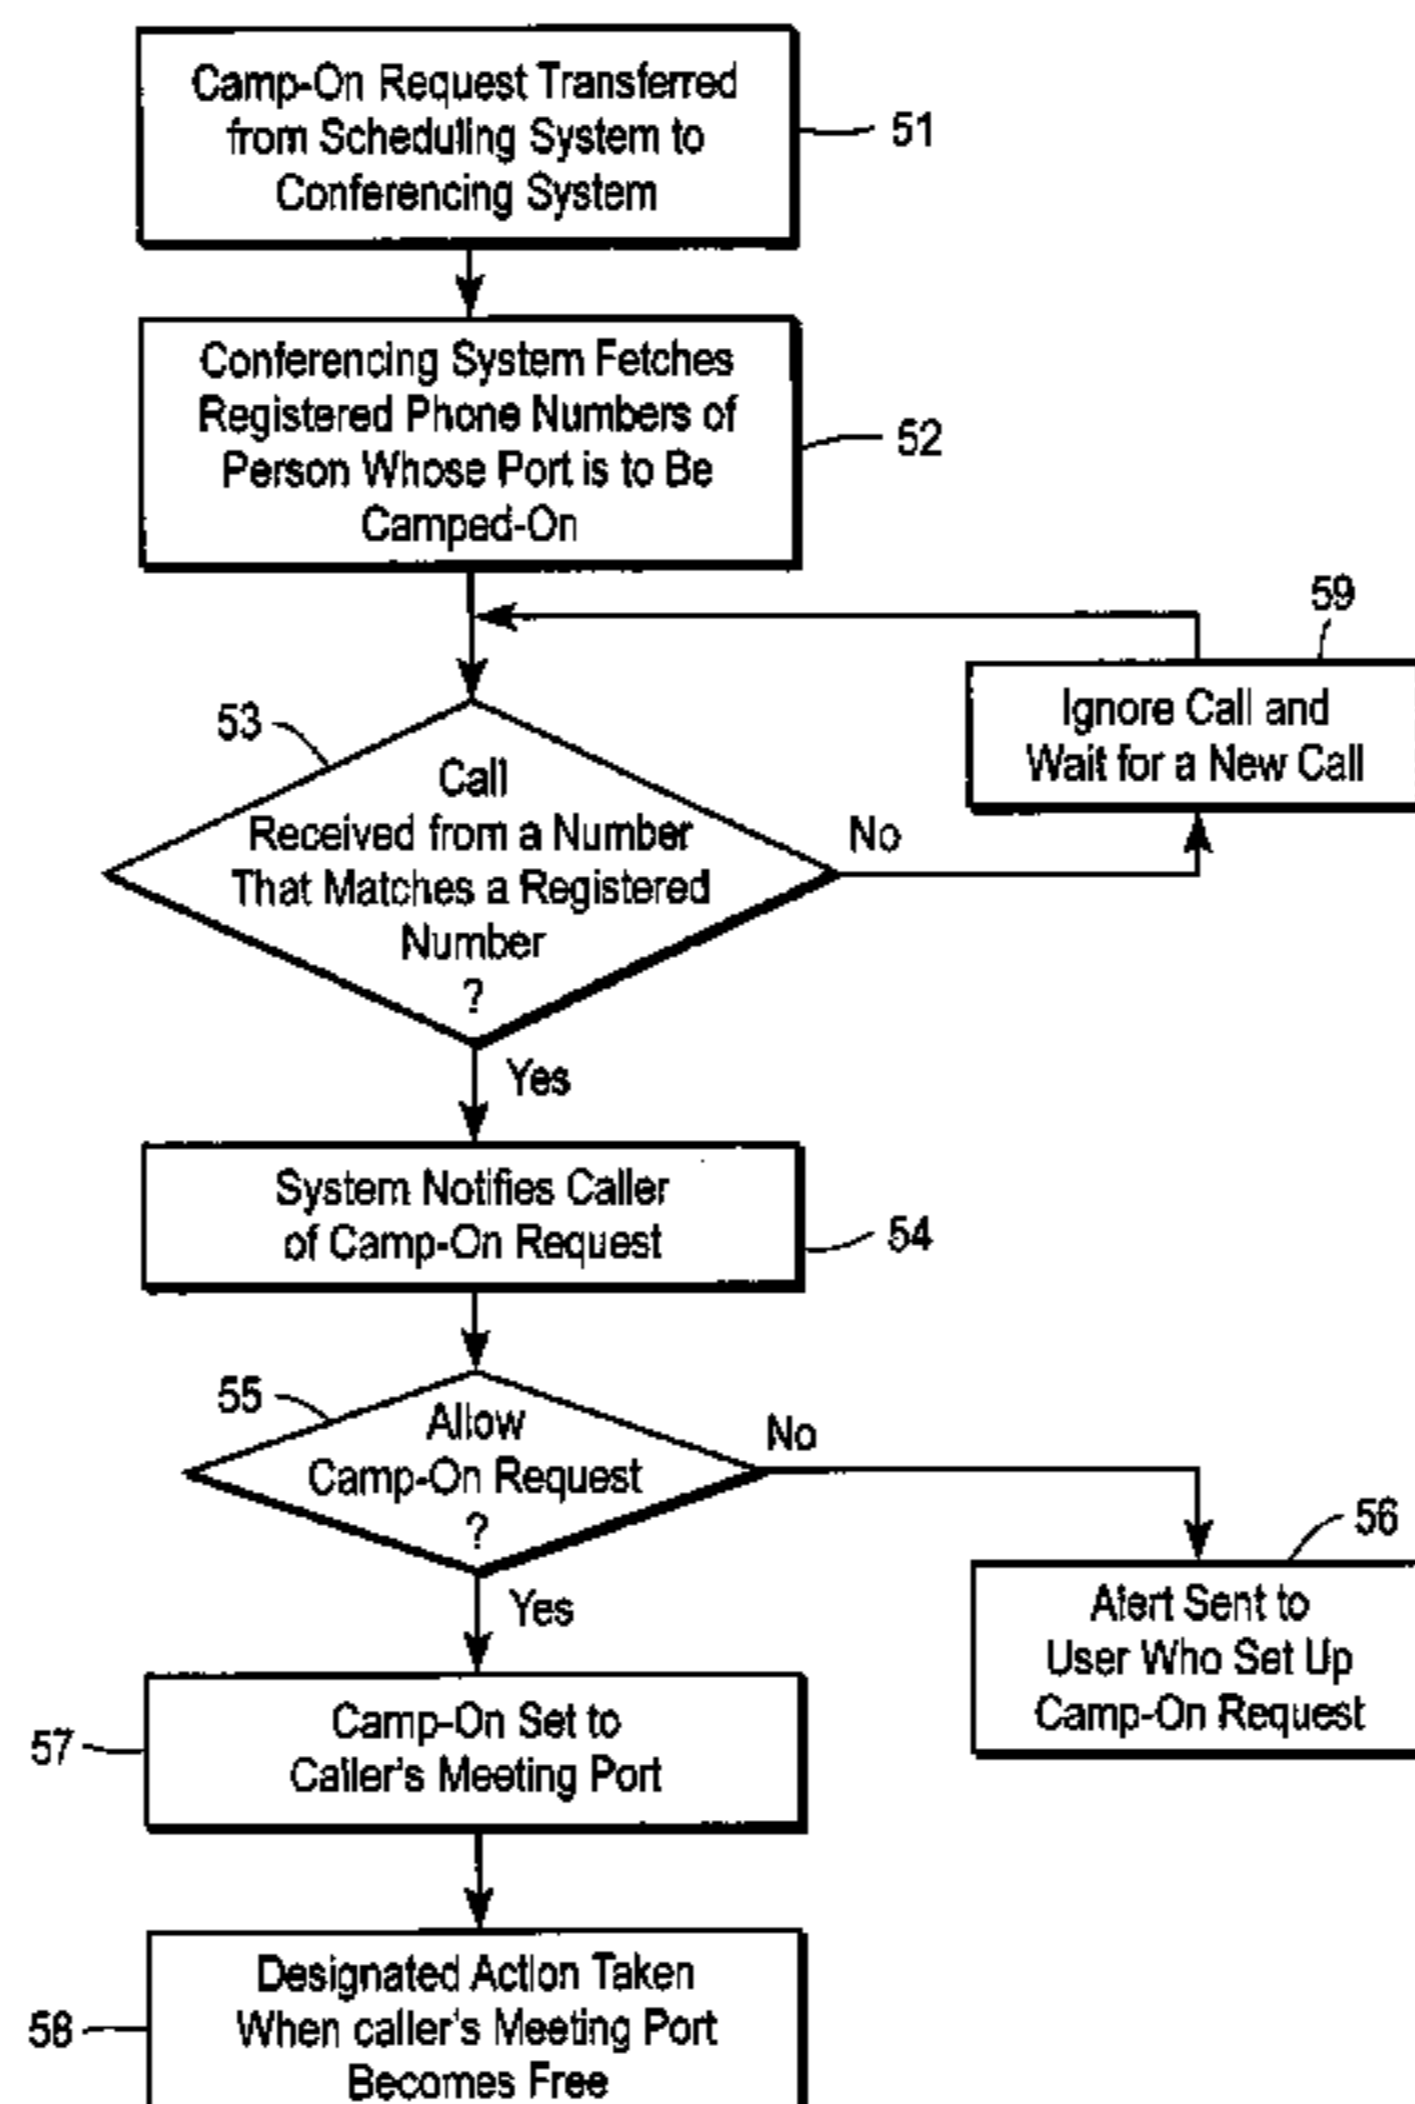 Camp-On Request Transferred
from Scheduling System to
Conferencing System
51
Conferencing System Fetches
Registered Phone Numbers of
Person Whose Port is to Be
Camped-On
52
59
Ignore Call and
Wait for a New Call
53
Call
Received from a Number
That Matches a Registered
Number
?
No
Yes
System Notifies Caller
of Camp-On Request
54
55
Allow
Camp-On Request
?
No
Yes
56
Alert Sent to
User Who Set Up
Camp-On Request
57
Camp-On Set to
Caller's Meeting Port
58
Designated Action Taken
When caller's Meeting Port
Becomes Free